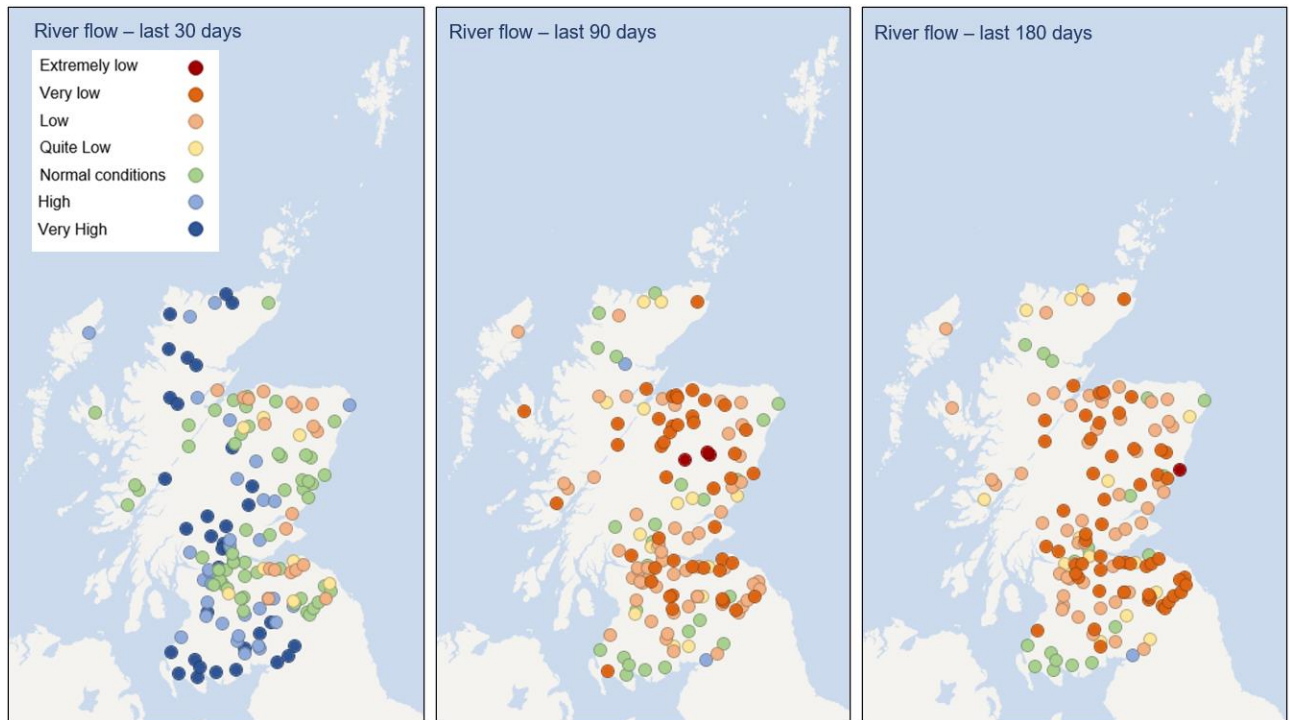 River flow – last 30 days
Extremely low
Very low
Low
Quite Low
Normal conditions
High
Very High
River flow – last 90 days
River flow – last 180 days